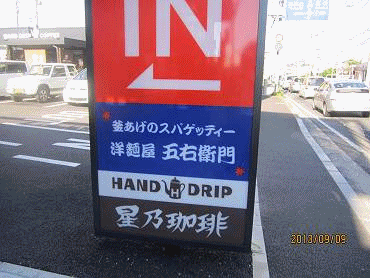 IN
釜あげのスパゲッティー
洋麺屋 五右衛門
HAND H DRIP
星乃珈琲
2013/09/09